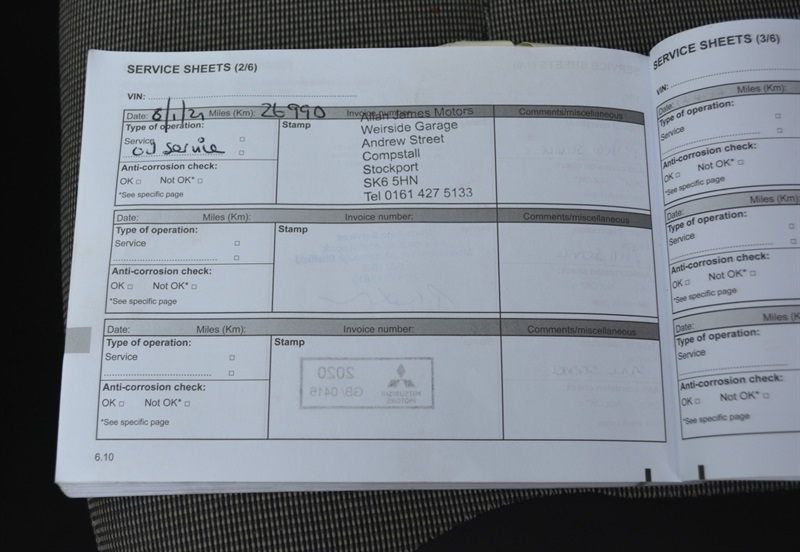 SERVICE SHEETS (2/6)
VIN:
Date: 6/1/21 Miles (Km): 26990 Invoice number: Comments/miscellaneous
Type of operation:
Service
Oil Service
Anti-corrosion check:
OK □ Not OK* □
*See specific page
Stamp
Allan James Motors
Weirside Garage
Andrew Street
Compstall
Stockport
SK6 5HN
Tel 0161 427 5133
Date: Miles (Km): Invoice number: Comments/miscellaneous
Type of operation:
Service
Anti-corrosion check:
OK □ Not OK* □
*See specific page
Stamp
Date: Miles (Km): Invoice number: Comments/miscellaneous
Type of operation:
Service
Anti-corrosion check:
OK □ Not OK* □
*See specific page
Stamp
2020
GB/ 0416
MITSUBISHI
MOTORS
6.10
SERVICE SHEETS (3/6)
VIN:
Date: Miles (Km):
Type of operation:
Service
Anti-corrosion check:
OK □ Not OK* □
*See specific page
Date: Miles (Km):
Type of operation:
Service
Anti-corrosion check:
OK □ Not OK* □
*See specific page
Date: Miles (K
Type of operation:
Service
Anti-corrosion check:
OK □ Not OK* □
*See specific page